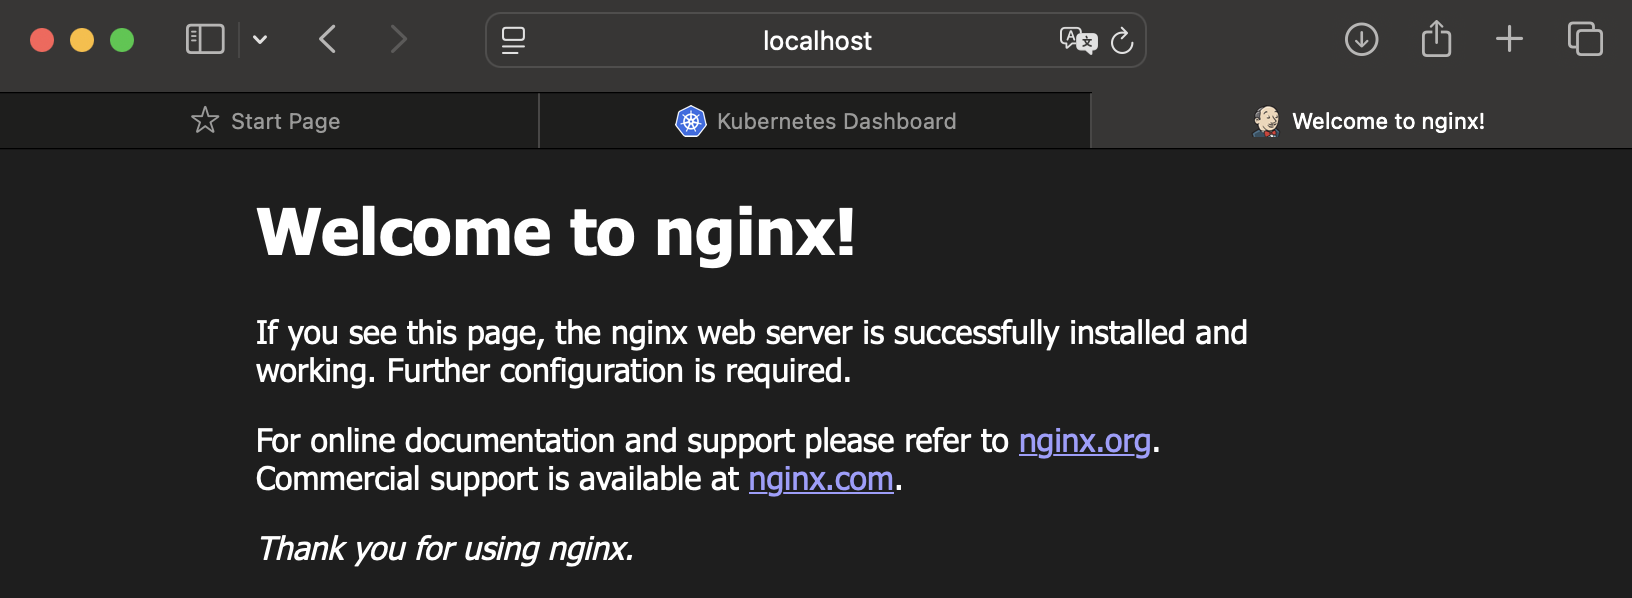 localhost
Start Page
Kubernetes Dashboard
Welcome to nginx!
Welcome to nginx!
If you see this page, the nginx web server is successfully installed and
working. Further configuration is required.
For online documentation and support please refer to nginx.org.
Commercial support is available at nginx.com.
Thank you for using nginx.